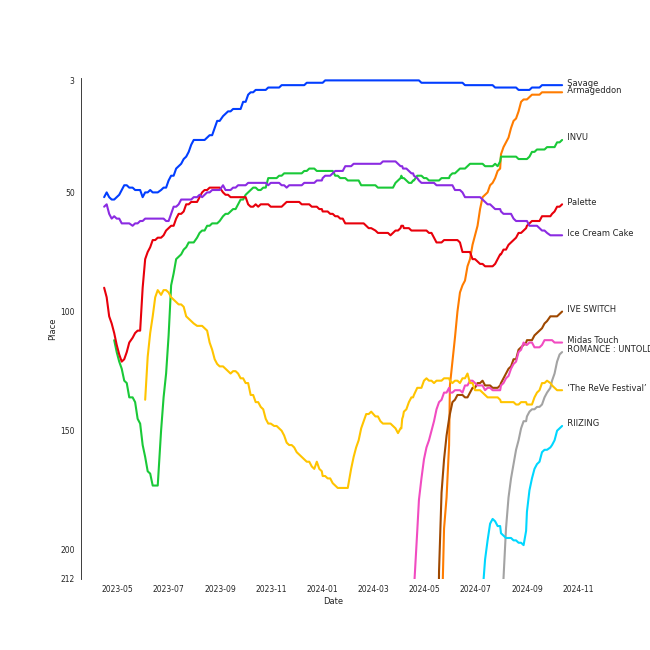 3
50
100
150
200
212
Place
2023-05
2023-07
2023-09
2023-11
2024-01
2024-03
2024-05
2024-07
2024-09
2024-11
Date
Savage
Armageddon
INVU
Palette
Ice Cream Cake
IVE SWITCH
Midas Touch
ROMANCE : UNTOLD
'The ReVe Festival'
RIIZING